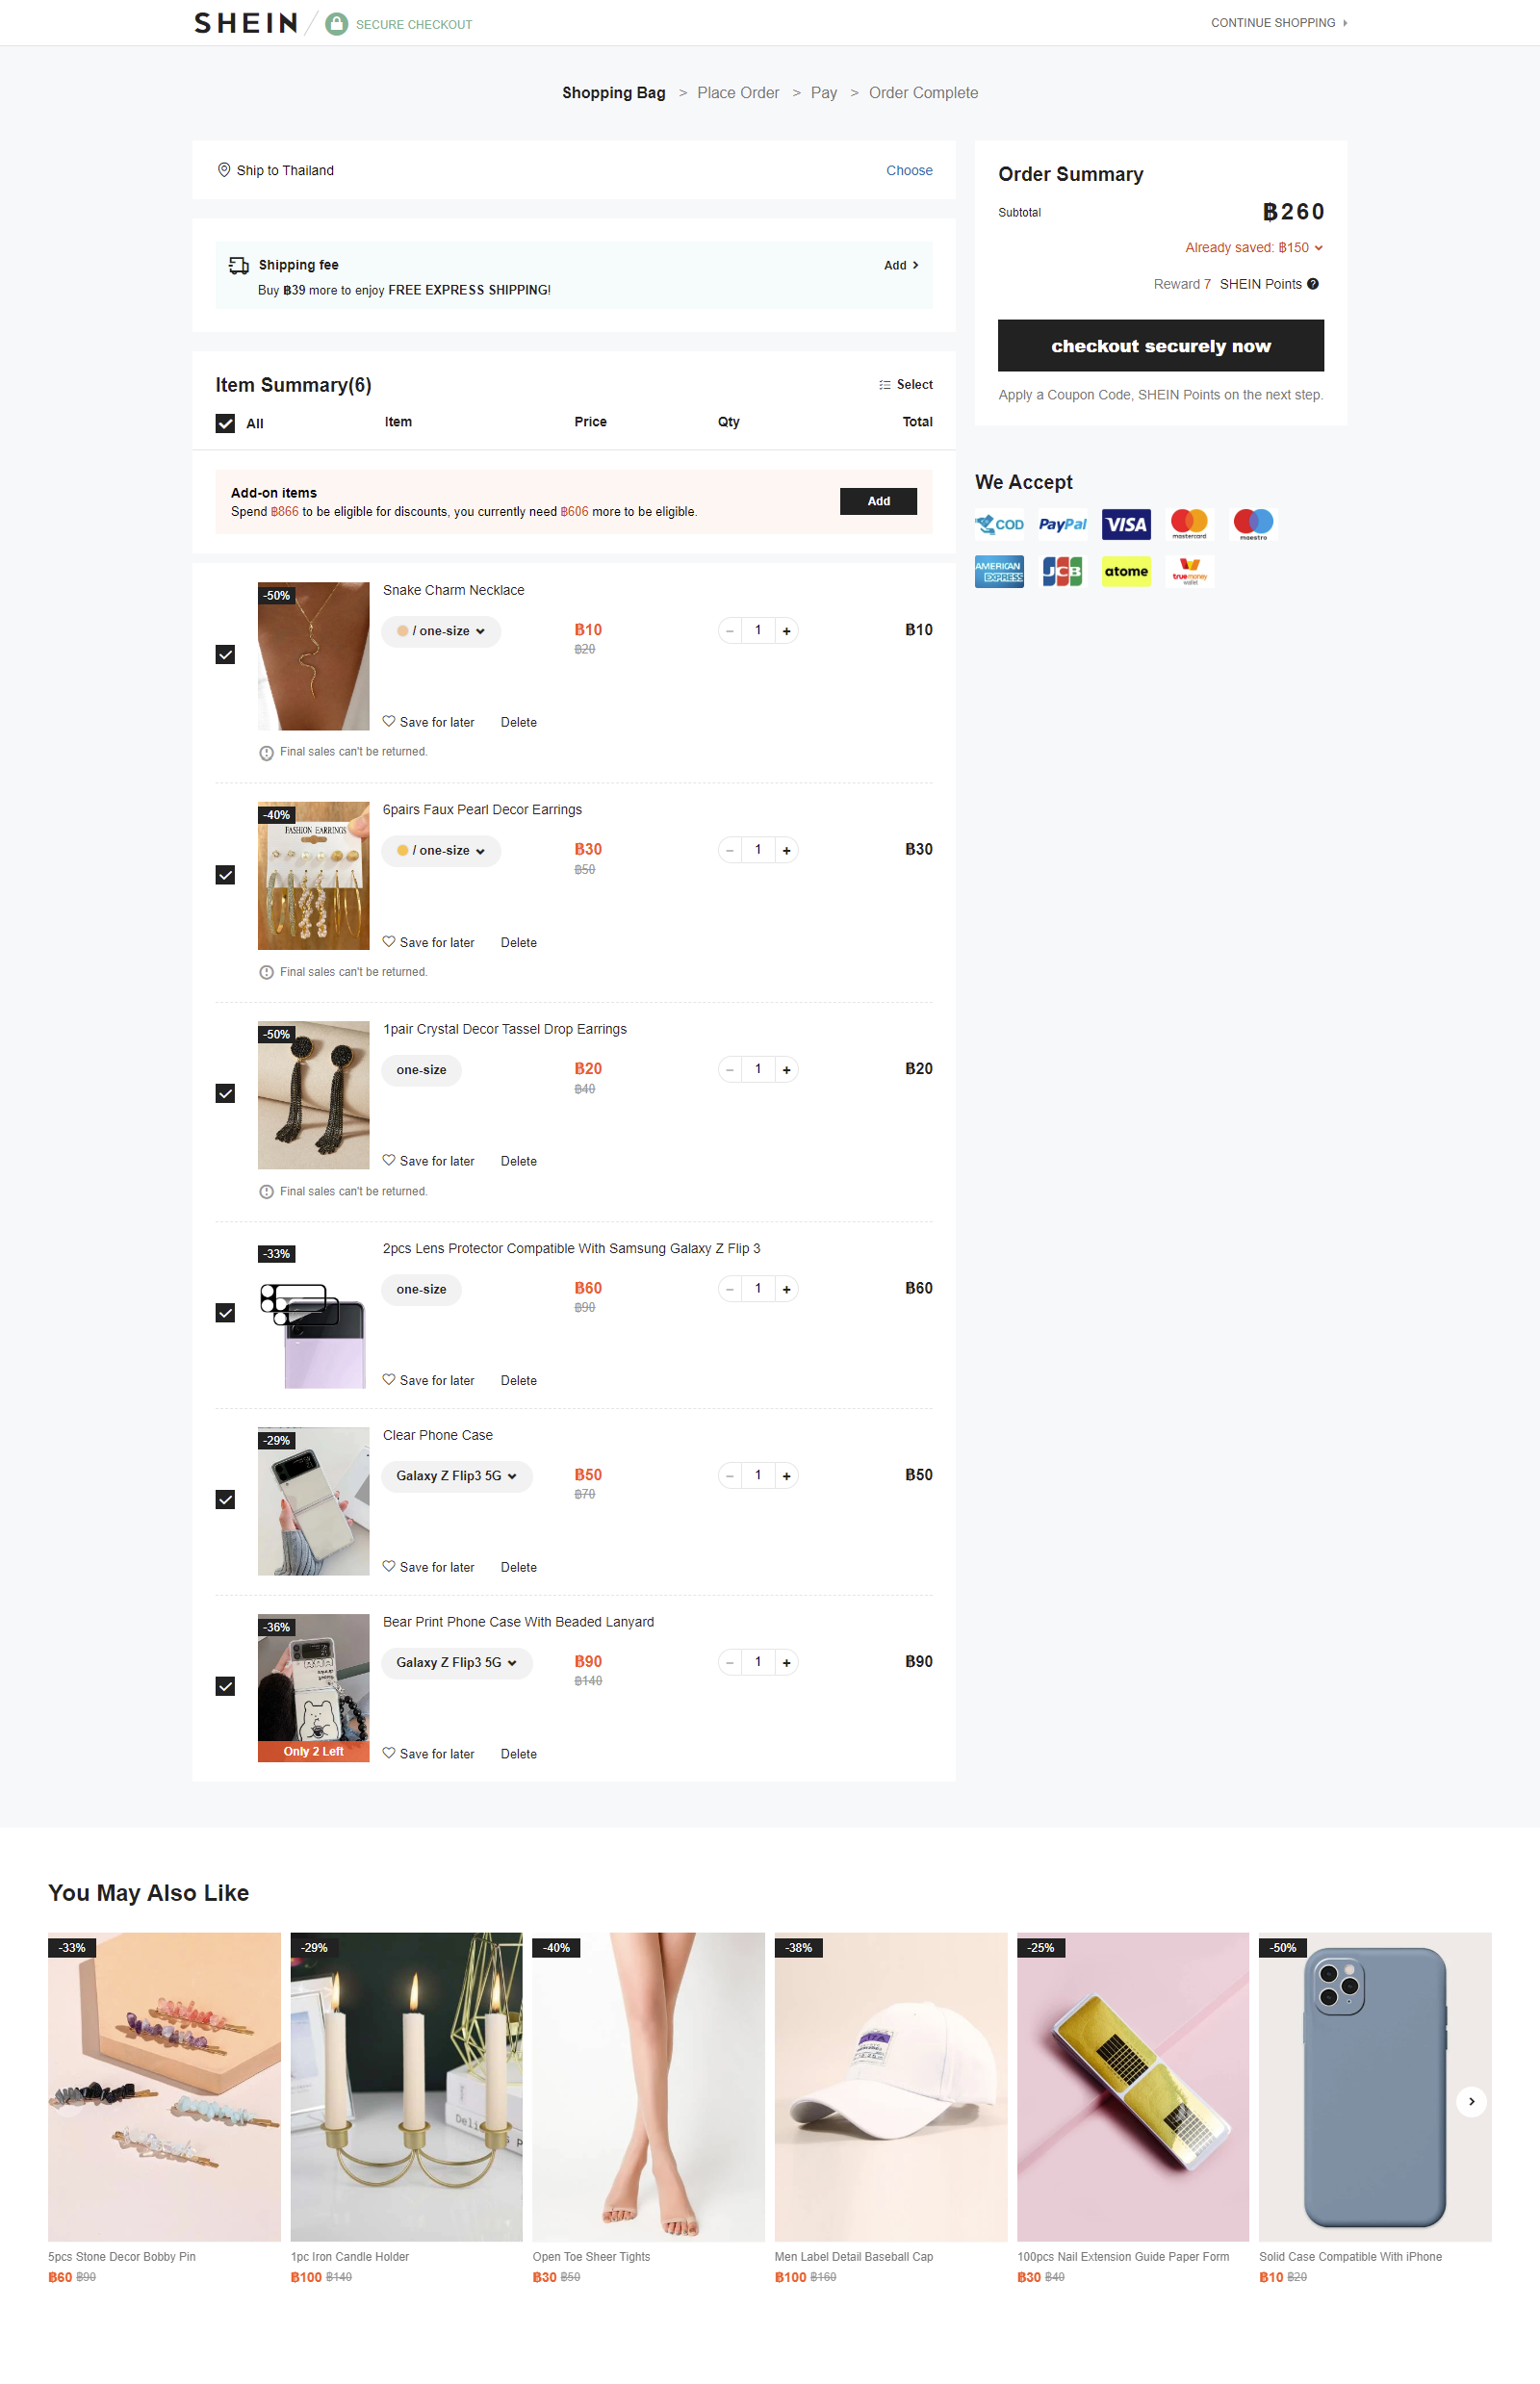 SHEIN
SECURE CHECKOUT
CONTINUE SHOPPING
Shopping Bag > Place Order > Pay > Order Complete
Ship to Thailand
Choose
Shipping fee
Add
Buy ฿39 more to enjoy FREE EXPRESS SHIPPING!
Item Summary(6)
Select
All Item Price Qty Total
Add-on items
Spend ฿866 to be eligible for discounts, you currently need ฿606 more to be eligible.
Add
-50%
Snake Charm Necklace
/ one-size
฿10
฿20
− 1 +
฿10
Save for later
Delete
Final sales can't be returned.
-40%
FASHION EARRINGS
6pairs Faux Pearl Decor Earrings
/ one-size
฿30
฿50
− 1 +
฿30
Save for later
Delete
Final sales can't be returned.
-50%
1pair Crystal Decor Tassel Drop Earrings
one-size
฿20
฿40
− 1 +
฿20
Save for later
Delete
Final sales can't be returned.
-33%
2pcs Lens Protector Compatible With Samsung Galaxy Z Flip 3
one-size
฿60
฿90
− 1 +
฿60
Save for later
Delete
-29%
Clear Phone Case
Galaxy Z Flip3 5G
฿50
฿70
− 1 +
฿50
Save for later
Delete
-36%
Bear Print Phone Case With Beaded Lanyard
Galaxy Z Flip3 5G
฿90
฿140
− 1 +
฿90
Only 2 Left
Save for later
Delete
Order Summary
Subtotal
฿260
Already saved: ฿150
Reward 7 SHEIN Points
checkout securely now
Apply a Coupon Code, SHEIN Points on the next step.
We Accept
COD
PayPal
VISA
mastercard
maestro
AMERICAN EXPRESS
JCB
atome
truemoney
wallet
You May Also Like
-33%
5pcs Stone Decor Bobby Pin
฿60 ฿90
-29%
1pc Iron Candle Holder
฿100 ฿140
-40%
Open Toe Sheer Tights
฿30 ฿50
-38%
Men Label Detail Baseball Cap
฿100 ฿160
-25%
100pcs Nail Extension Guide Paper Form
฿30 ฿40
-50%
Solid Case Compatible With iPhone
฿10 ฿20